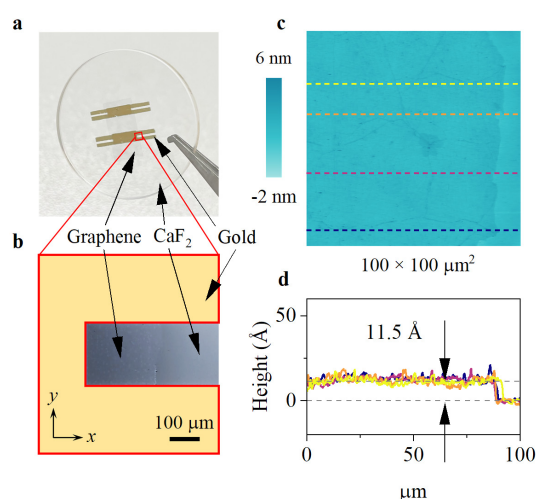 a
Graphene
CaF2
Gold
b
y
x
100 μm
c
6 nm
-2 nm
100 × 100 μm²
d
Height (Å)
50
0
11.5 Å
0
50
100
μm